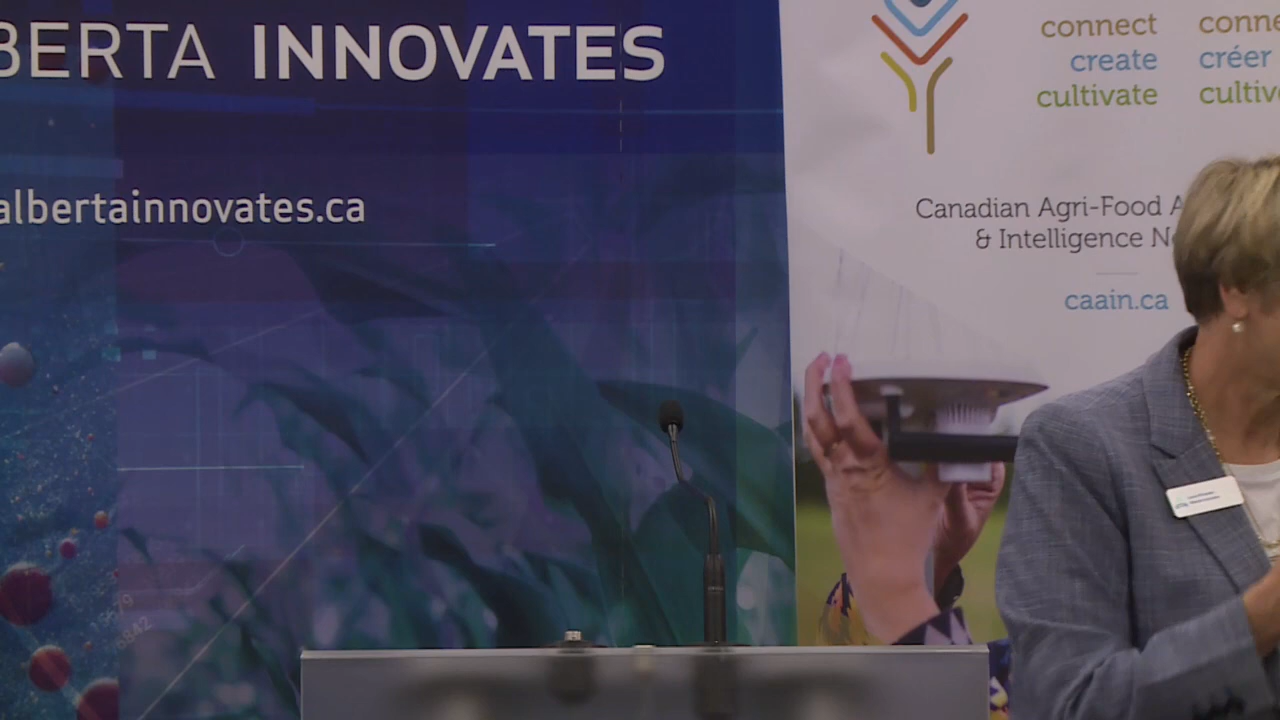 BERTA INNOVATES
albertainnovates.ca
connect
create
cultivate
conne
créer
cultiv
Canadian Agri-Food A
& Intelligence N
caain.ca